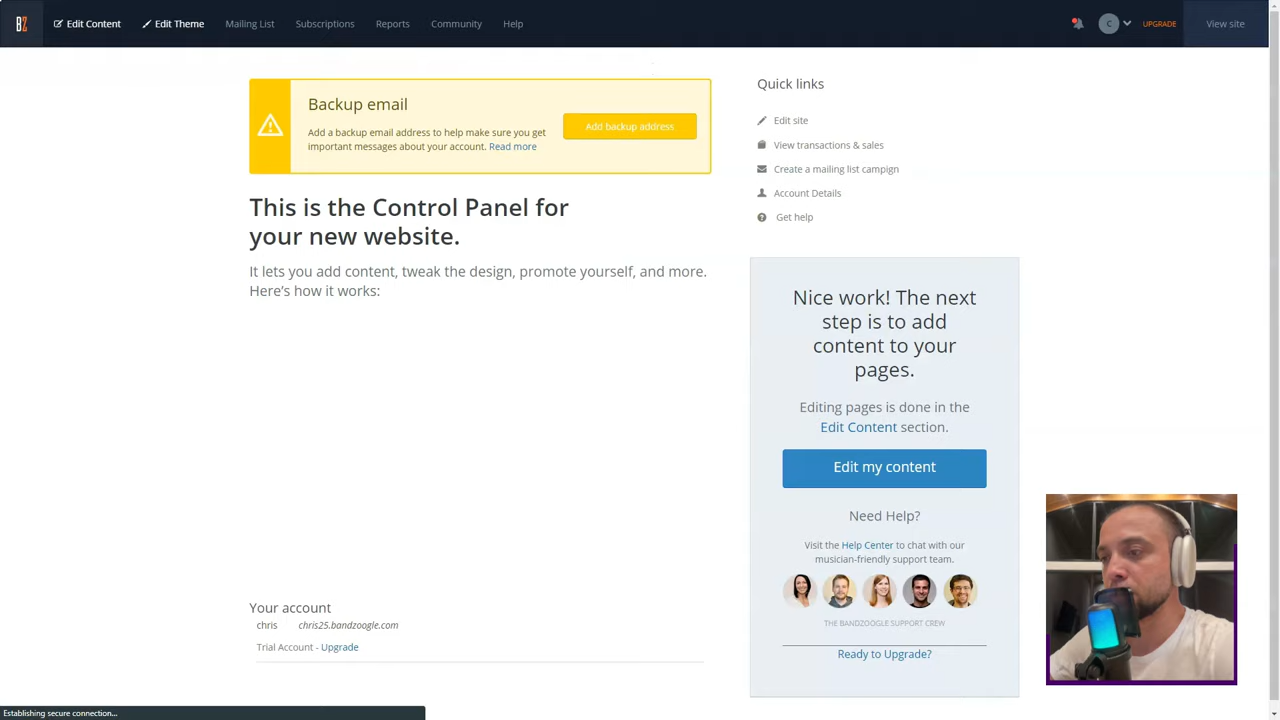 BZ
Edit Content
Edit Theme
Mailing List
Subscriptions
Reports
Community
Help
C
UPGRADE
View site
Backup email
Add a backup email address to help make sure you get
important messages about your account. Read more
Add backup address
This is the Control Panel for
your new website.
It lets you add content, tweak the design, promote yourself, and more.
Here’s how it works:
Your account
chris chris25.bandzoogle.com
Trial Account - Upgrade
Quick links
Edit site
View transactions & sales
Create a mailing list campign
Account Details
Get help
Nice work! The next
step is to add
content to your
pages.
Editing pages is done in the
Edit Content section.
Edit my content
Need Help?
Visit the Help Center to chat with our
musician-friendly support team.
THE BANDZOOGLE SUPPORT CREW
Ready to Upgrade?
Establishing secure connection...